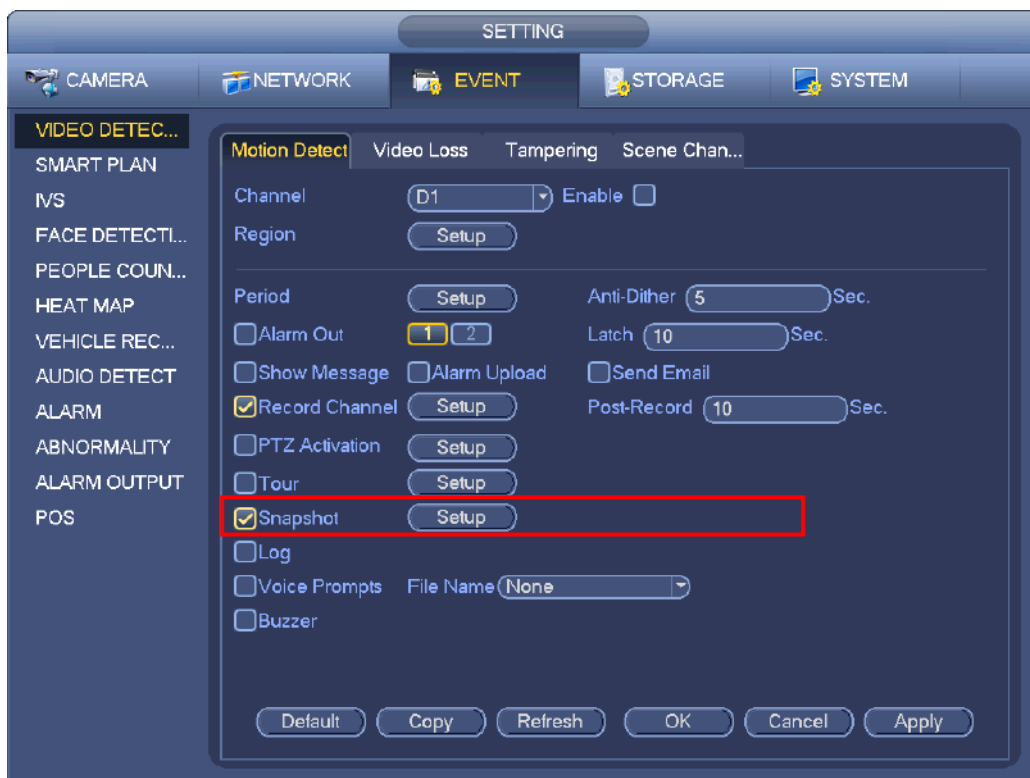 SETTING
CAMERA NETWORK EVENT STORAGE SYSTEM
VIDEO DETEC...
SMART PLAN
IVS
FACE DETECTI...
PEOPLE COUN...
HEAT MAP
VEHICLE REC...
AUDIO DETECT
ALARM
ABNORMALITY
ALARM OUTPUT
POS
Motion Detect Video Loss Tampering Scene Chan...
Channel D1 Enable
Region Setup
Period Setup Anti-Dither 5 Sec.
Alarm Out 1 2 Latch 10 Sec.
Show Message Alarm Upload Send Email
Record Channel Setup Post-Record 10 Sec.
PTZ Activation Setup
Tour Setup
Snapshot Setup
Log
Voice Prompts File Name None
Buzzer
Default Copy Refresh OK Cancel Apply